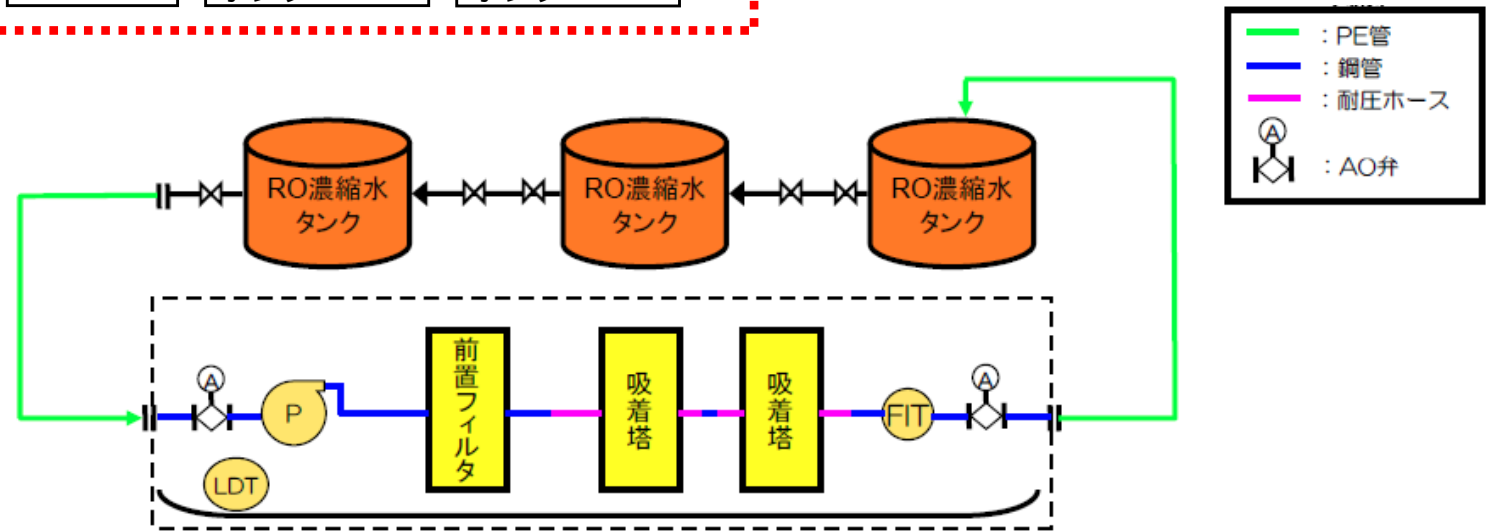 ：PE管
：鋼管
：耐圧ホース
A
：AO弁
RO濃縮水
タンク
RO濃縮水
タンク
RO濃縮水
タンク
A
P
前置フィルタ
吸着塔
吸着塔
FIT
A
LDT